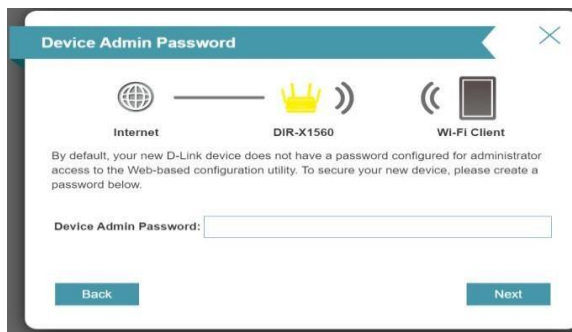 Device Admin Password
Internet
DIR-X1560
Wi-Fi Client
By default, your new D-Link device does not have a password configured for administrator
access to the Web-based configuration utility. To secure your new device, please create a
password below.
Device Admin Password:
Back
Next